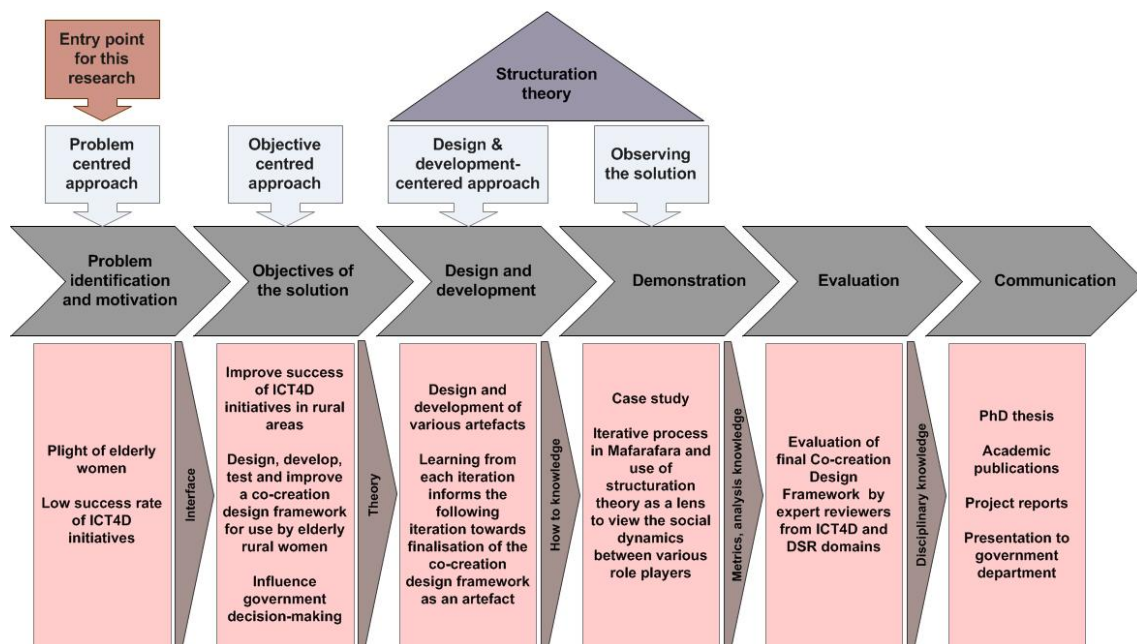 Entry point
for this
research
Structuration
theory
Problem
centred
approach
Objective
centred
approach
Design &
development-
centered approach
Observing
the solution
Problem
identification
and motivation
Objectives of
the solution
Design and
development
Demonstration
Evaluation
Communication
Plight of elderly
women
Low success rate
of ICT4D
initiatives
Interface
Improve success
of ICT4D
initiatives in rural
areas
Design, develop,
test and improve
a co-creation
design framework
for use by elderly
rural women
Influence
government
decision-making
Theory
Design and
development of
various artefacts
Learning from
each iteration
informs the
following
iteration towards
finalisation of the
co-creation
design framework
as an artefact
How to knowledge
Case study
Iterative process
in Mafarafara and
use of
structuration
theory as a lens
to view the social
dynamics
between various
role players
Metrics, analysis knowledge
Evaluation of
final Co-creation
Design
Framework by
expert reviewers
from ICT4D and
DSR domains
Disciplinary knowledge
PhD thesis
Academic
publications
Project reports
Presentation to
government
department